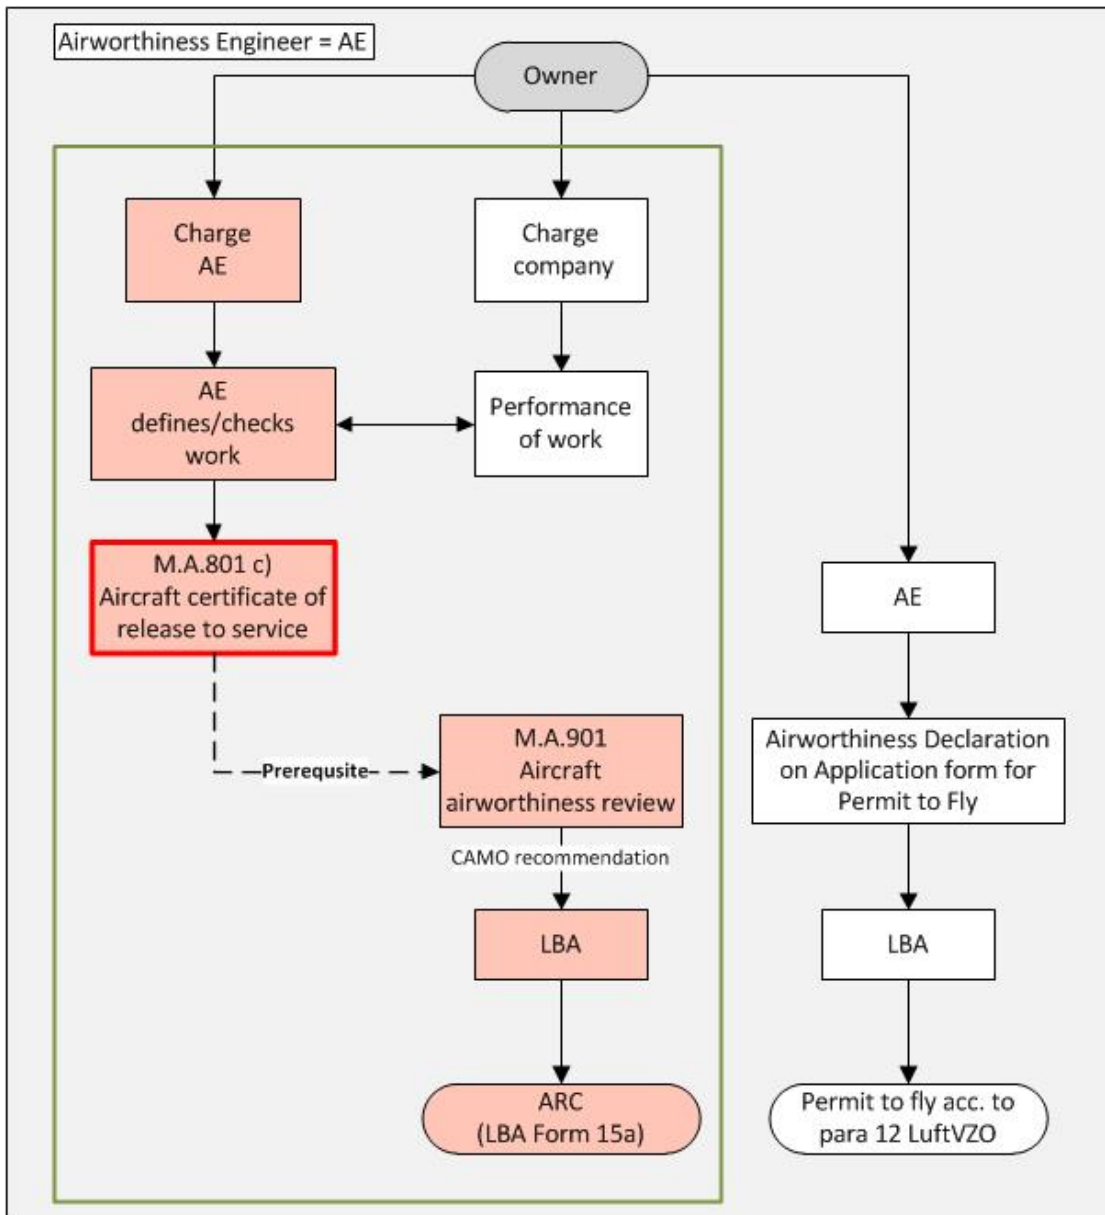 Airworthiness Engineer = AE
Owner
Charge
AE
Charge
company
AE
defines/checks
work
Performance
of work
M.A.801 c)
Aircraft certificate of
release to service
AE
Prerequsite
M.A.901
Aircraft
airworthiness review
Airworthiness Declaration
on Application form for
Permit to Fly
CAMO recommendation
LBA
LBA
ARC
(LBA Form 15a)
Permit to fly acc. to
para 12 LuftVZO